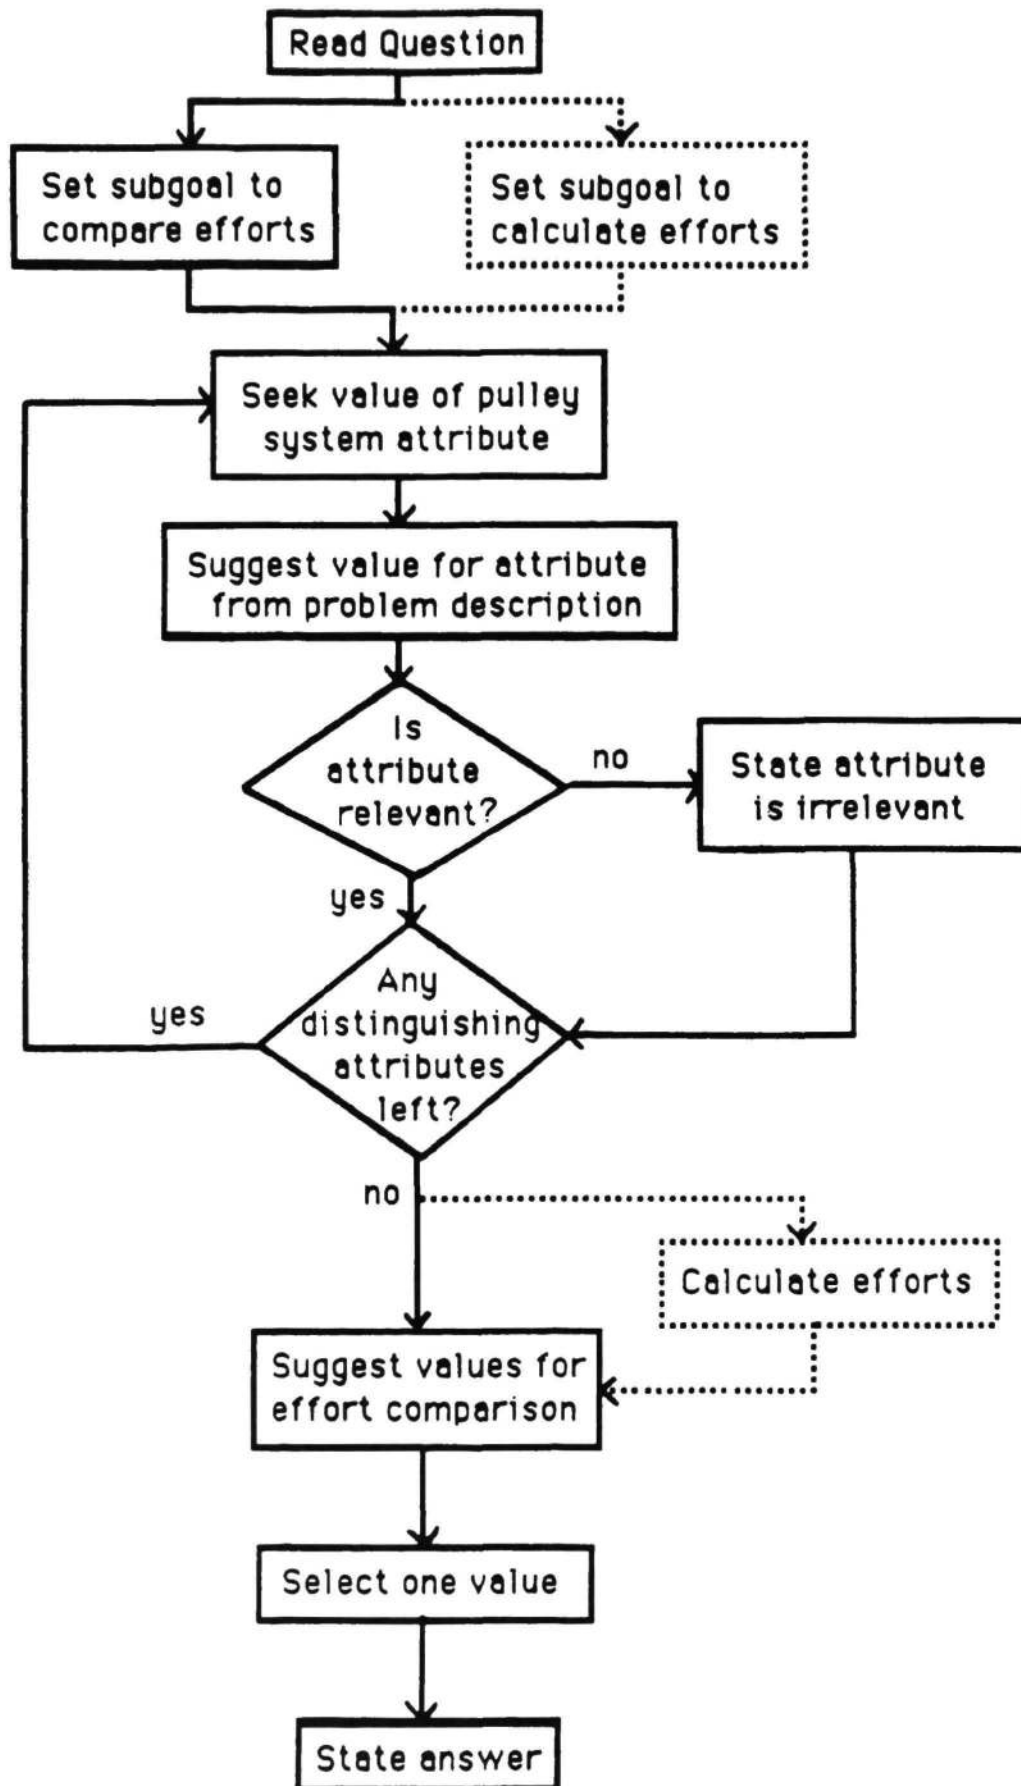 Read Question
Set subgoal to
compare efforts
Set subgoal to
calculate efforts
Seek value of pulley
system attribute
Suggest value for attribute
from problem description
Is
attribute
relevant?
no
State attribute
is irrelevant
yes
Any
distinguishing
attributes
left?
yes
no
Calculate efforts
Suggest values for
effort comparison
Select one value
State answer